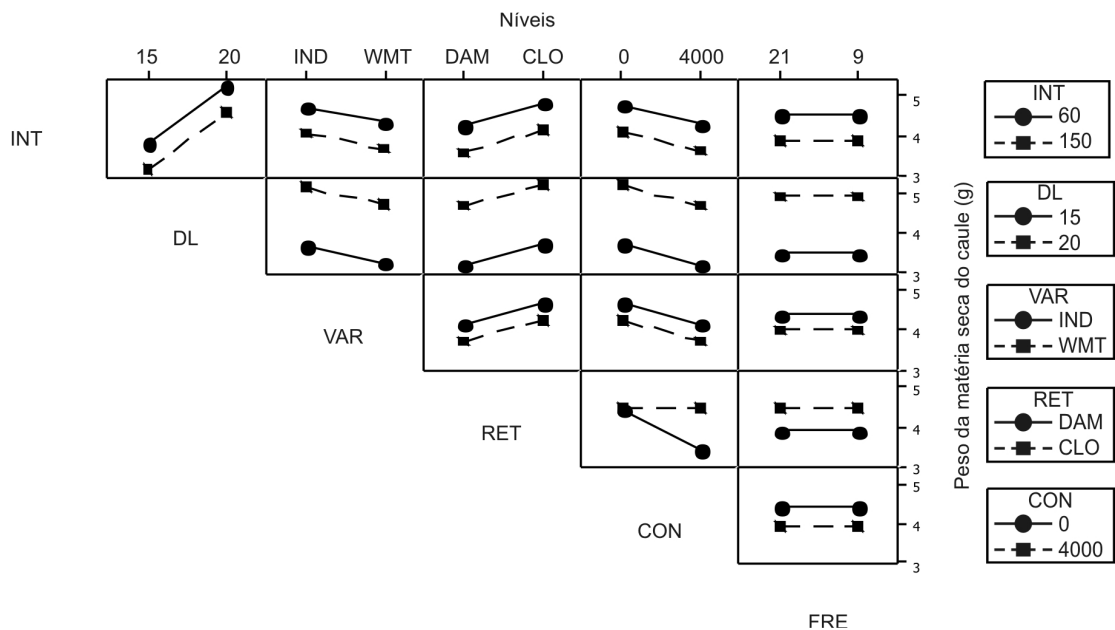 Níveis
15 20 IND WMT DAM CLO 0 4000 21 9
INT
5
4
3
DL
5
4
3
VAR
5
4
3
RET
5
4
3
CON
5
4
3
FRE
Peso da matéria seca do caule (g)
INT
60
150
DL
15
20
VAR
IND
WMT
RET
DAM
CLO
CON
0
4000